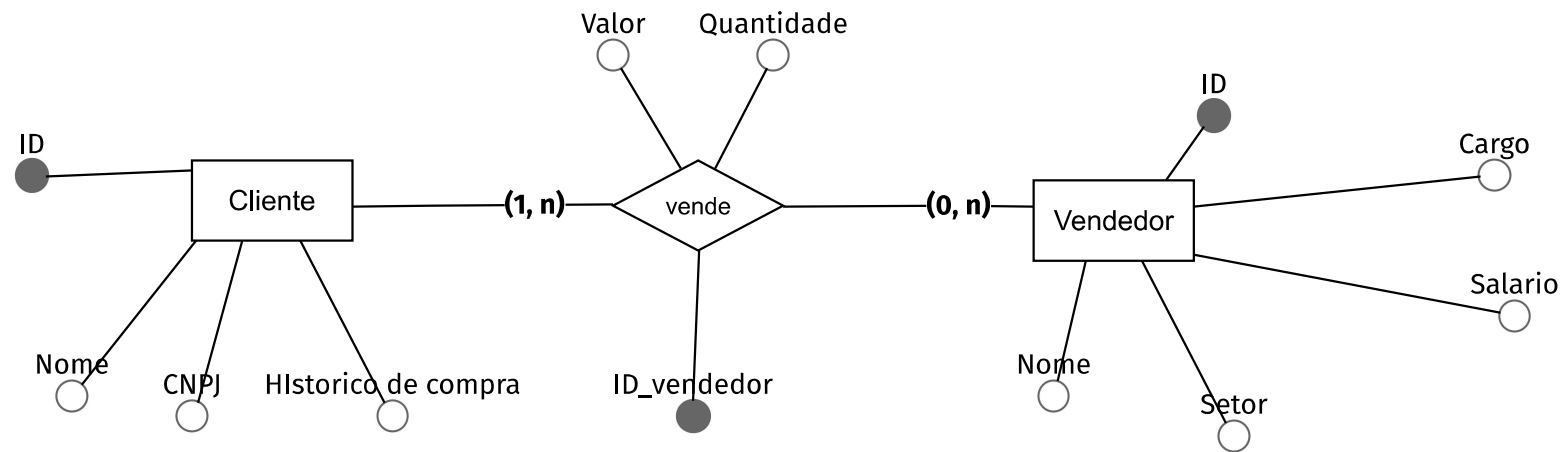 Valor
Quantidade
ID
Cargo
ID
Cliente
(1, n)
vende
(0, n)
Vendedor
Salario
Nome
CNPJ
HIstorico de compra
ID_vendedor
Nome
Setor